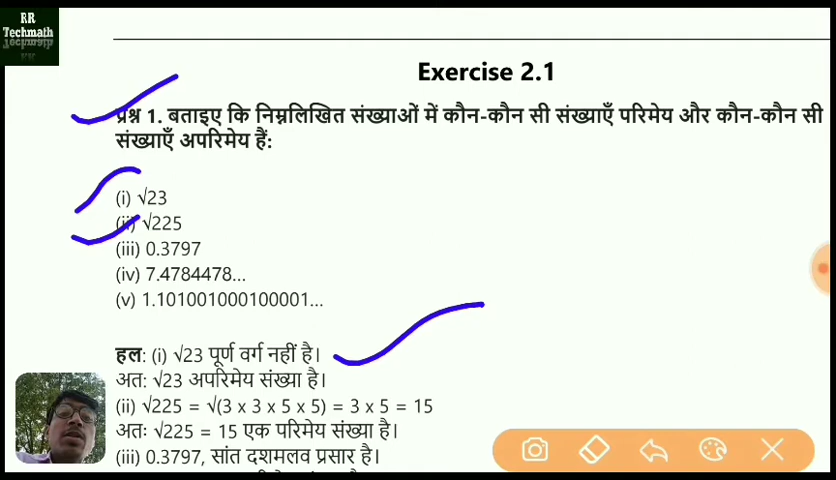 RR
Techmath
Exercise 2.1
प्रश्न 1. बताइए कि निम्नलिखित संख्याओं में कौन-कौन सी संख्याएँ परिमेय और कौन-कौन सी
संख्याएँ अपरिमेय हैं:
(i) √23
(ii) √225
(iii) 0.3797
(iv) 7.4784478...
(v) 1.101001000100001...
हल: (i) √23 पूर्ण वर्ग नहीं है।
अत: √23 अपरिमेय संख्या है।
(ii) √225 = √(3 x 3 x 5 x 5) = 3 x 5 = 15
अतः √225 = 15 एक परिमेय संख्या है।
(iii) 0.3797, सांत दशमलव प्रसार है।